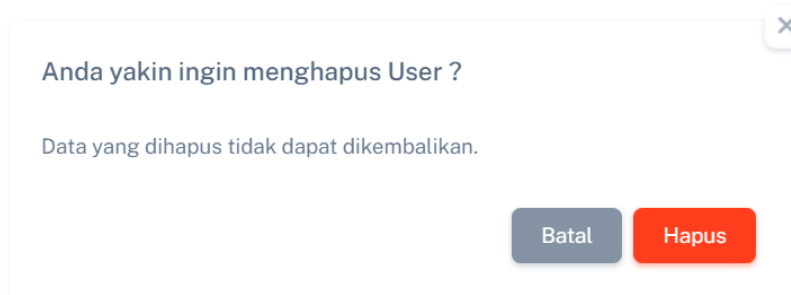 Anda yakin ingin menghapus User ?
Data yang dihapus tidak dapat dikembalikan.
Batal
Hapus